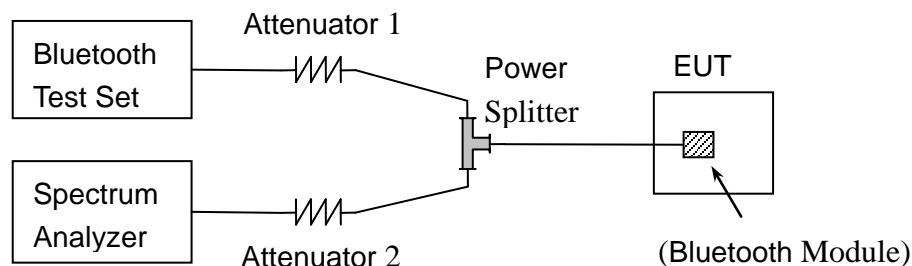 Attenuator 1
Bluetooth
Test Set
Power
Splitter
EUT
Spectrum
Analyzer
Attenuator 2
(Bluetooth Module)